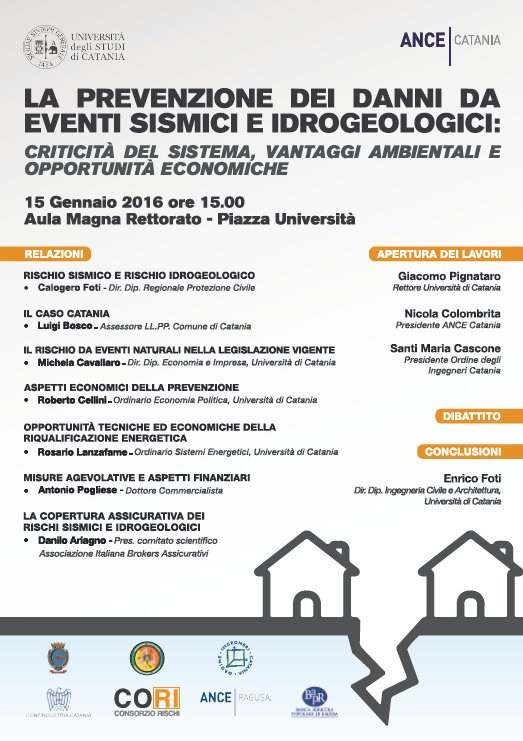 UNIVERSITÀ
degli STUDI
di CATANIA
ANCE CATANIA
LA PREVENZIONE DEI DANNI DA
EVENTI SISMICI E IDROGEOLOGICI:
CRITICITÀ DEL SISTEMA, VANTAGGI AMBIENTALI E
OPPORTUNITÀ ECONOMICHE
15 Gennaio 2016 ore 15.00
Aula Magna Rettorato - Piazza Università
RELAZIONI
RISCHIO SISMICO E RISCHIO IDROGEOLOGICO
• Calogero Foti - Dir. Dip. Regionale Protezione Civile
IL CASO CATANIA
• Luigi Bosco - Assessore LL.PP. Comune di Catania
IL RISCHIO DA EVENTI NATURALI NELLA LEGISLAZIONE VIGENTE
• Michela Cavallaro - Dir. Dip. Economia e Impresa, Università di Catania
ASPETTI ECONOMICI DELLA PREVENZIONE
• Roberto Cellini - Ordinario Economia Politica, Università di Catania
OPPORTUNITÀ TECNICHE ED ECONOMICHE DELLA
RIQUALIFICAZIONE ENERGETICA
• Rosario Lanzafame - Ordinario Sistemi Energetici, Università di Catania
MISURE AGEVOLATIVE E ASPETTI FINANZIARI
• Antonio Pogliese - Dottore Commercialista
LA COPERTURA ASSICURATIVA DEI
RISCHI SISMICI E IDROGEOLOGICI
• Danilo Ariagno - Pres. comitato scientifico
Associazione Italiana Brokers Assicurativi
APERTURA DEI LAVORI
Giacomo Pignataro
Rettore Università di Catania
Nicola Colombrita
Presidente ANCE Catania
Santi Maria Cascone
Presidente Ordine degli
Ingegneri Catania
DIBATTITO
CONCLUSIONI
Enrico Foti
Dir. Dip. Ingegneria Civile e Architettura,
Università di Catania
ORDINE INGEGNERI CATANIA
CONFINDUSTRIA CATANIA
CORI
CONSORZIO RISCHI
ANCE RAGUSA
BAPR
BANCA AGRICOLA
POPOLARE DI RAGUSA